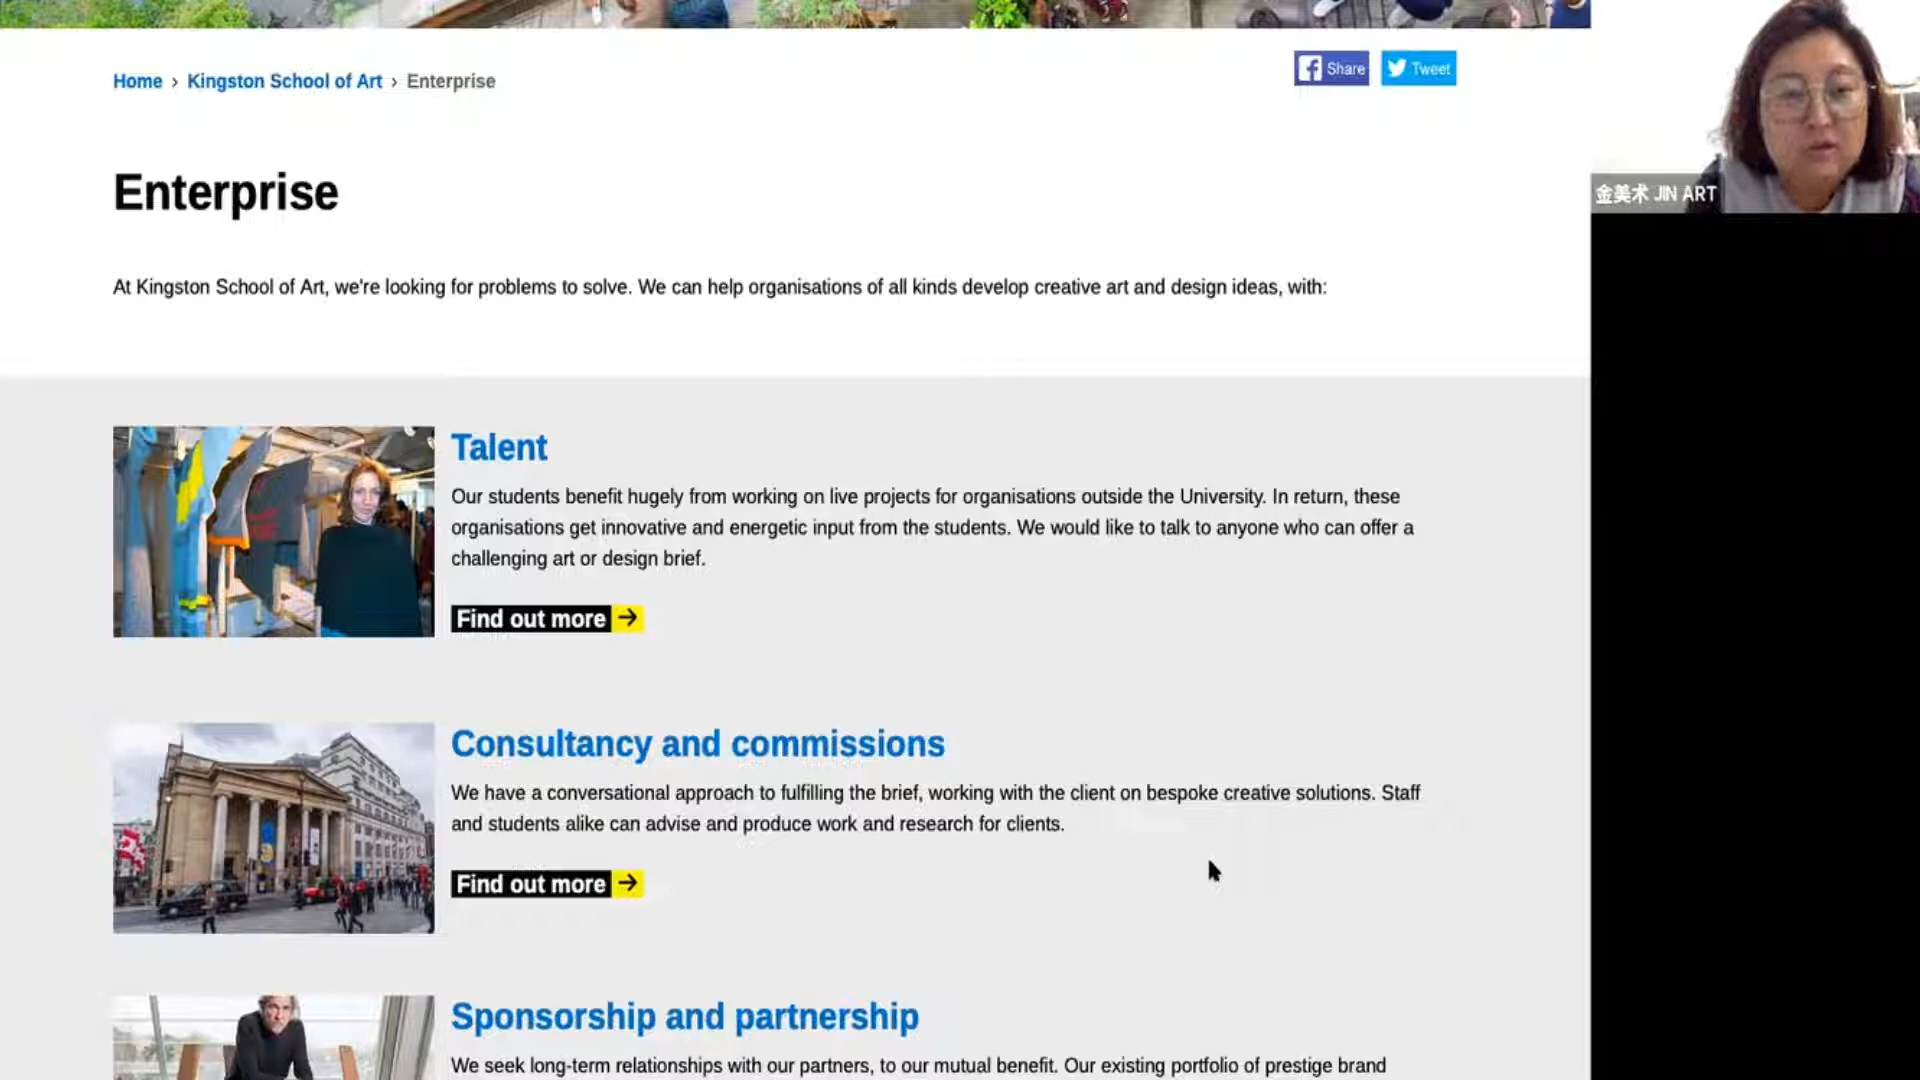 Home › Kingston School of Art › Enterprise
Share
Tweet
金美术 JIN ART
Enterprise
At Kingston School of Art, we're looking for problems to solve. We can help organisations of all kinds develop creative art and design ideas, with:
Talent
Our students benefit hugely from working on live projects for organisations outside the University. In return, these
organisations get innovative and energetic input from the students. We would like to talk to anyone who can offer a
challenging art or design brief.
Find out more →
Consultancy and commissions
We have a conversational approach to fulfilling the brief, working with the client on bespoke creative solutions. Staff
and students alike can advise and produce work and research for clients.
Find out more →
Sponsorship and partnership
We seek long-term relationships with our partners, to our mutual benefit. Our existing portfolio of prestige brand